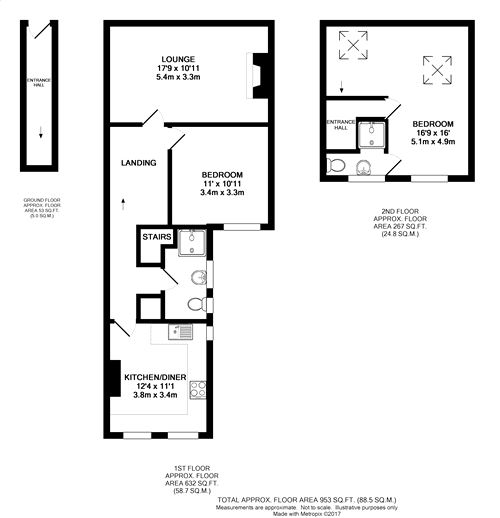 ENTRANCE
HALL
GROUND FLOOR
APPROX. FLOOR
AREA 53 SQ.FT.
(5.0 SQ.M.)
LOUNGE
17'9 x 10'11
5.4m x 3.3m
LANDING
BEDROOM
11' x 10'11
3.4m x 3.3m
STAIRS
KITCHEN/DINER
12'4 x 11'1
3.8m x 3.4m
1ST FLOOR
APPROX. FLOOR
AREA 632 SQ.FT.
(58.7 SQ.M.)
ENTRANCE
HALL
BEDROOM
16'9 x 16'
5.1m x 4.9m
2ND FLOOR
APPROX. FLOOR
AREA 267 SQ.FT.
(24.8 SQ.M.)
TOTAL APPROX. FLOOR AREA 953 SQ.FT. (88.5 SQ.M.)
Measurements are approximate. Not to scale. Illustrative purposes only
Made with Metropix ©2017